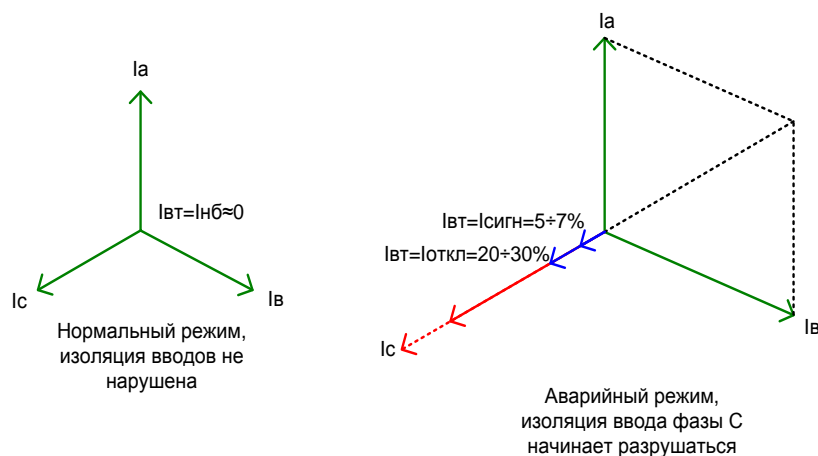 Ia
Iвт=Iнб≈0
Ic
Iв
Нормальный режим,
изоляция вводов не
нарушена
Ia
Iвт=Iсигн=5÷7%
Iвт=Iоткл=20÷30%
Ic
Iв
Аварийный режим,
изоляция ввода фазы С
начинает разрушаться